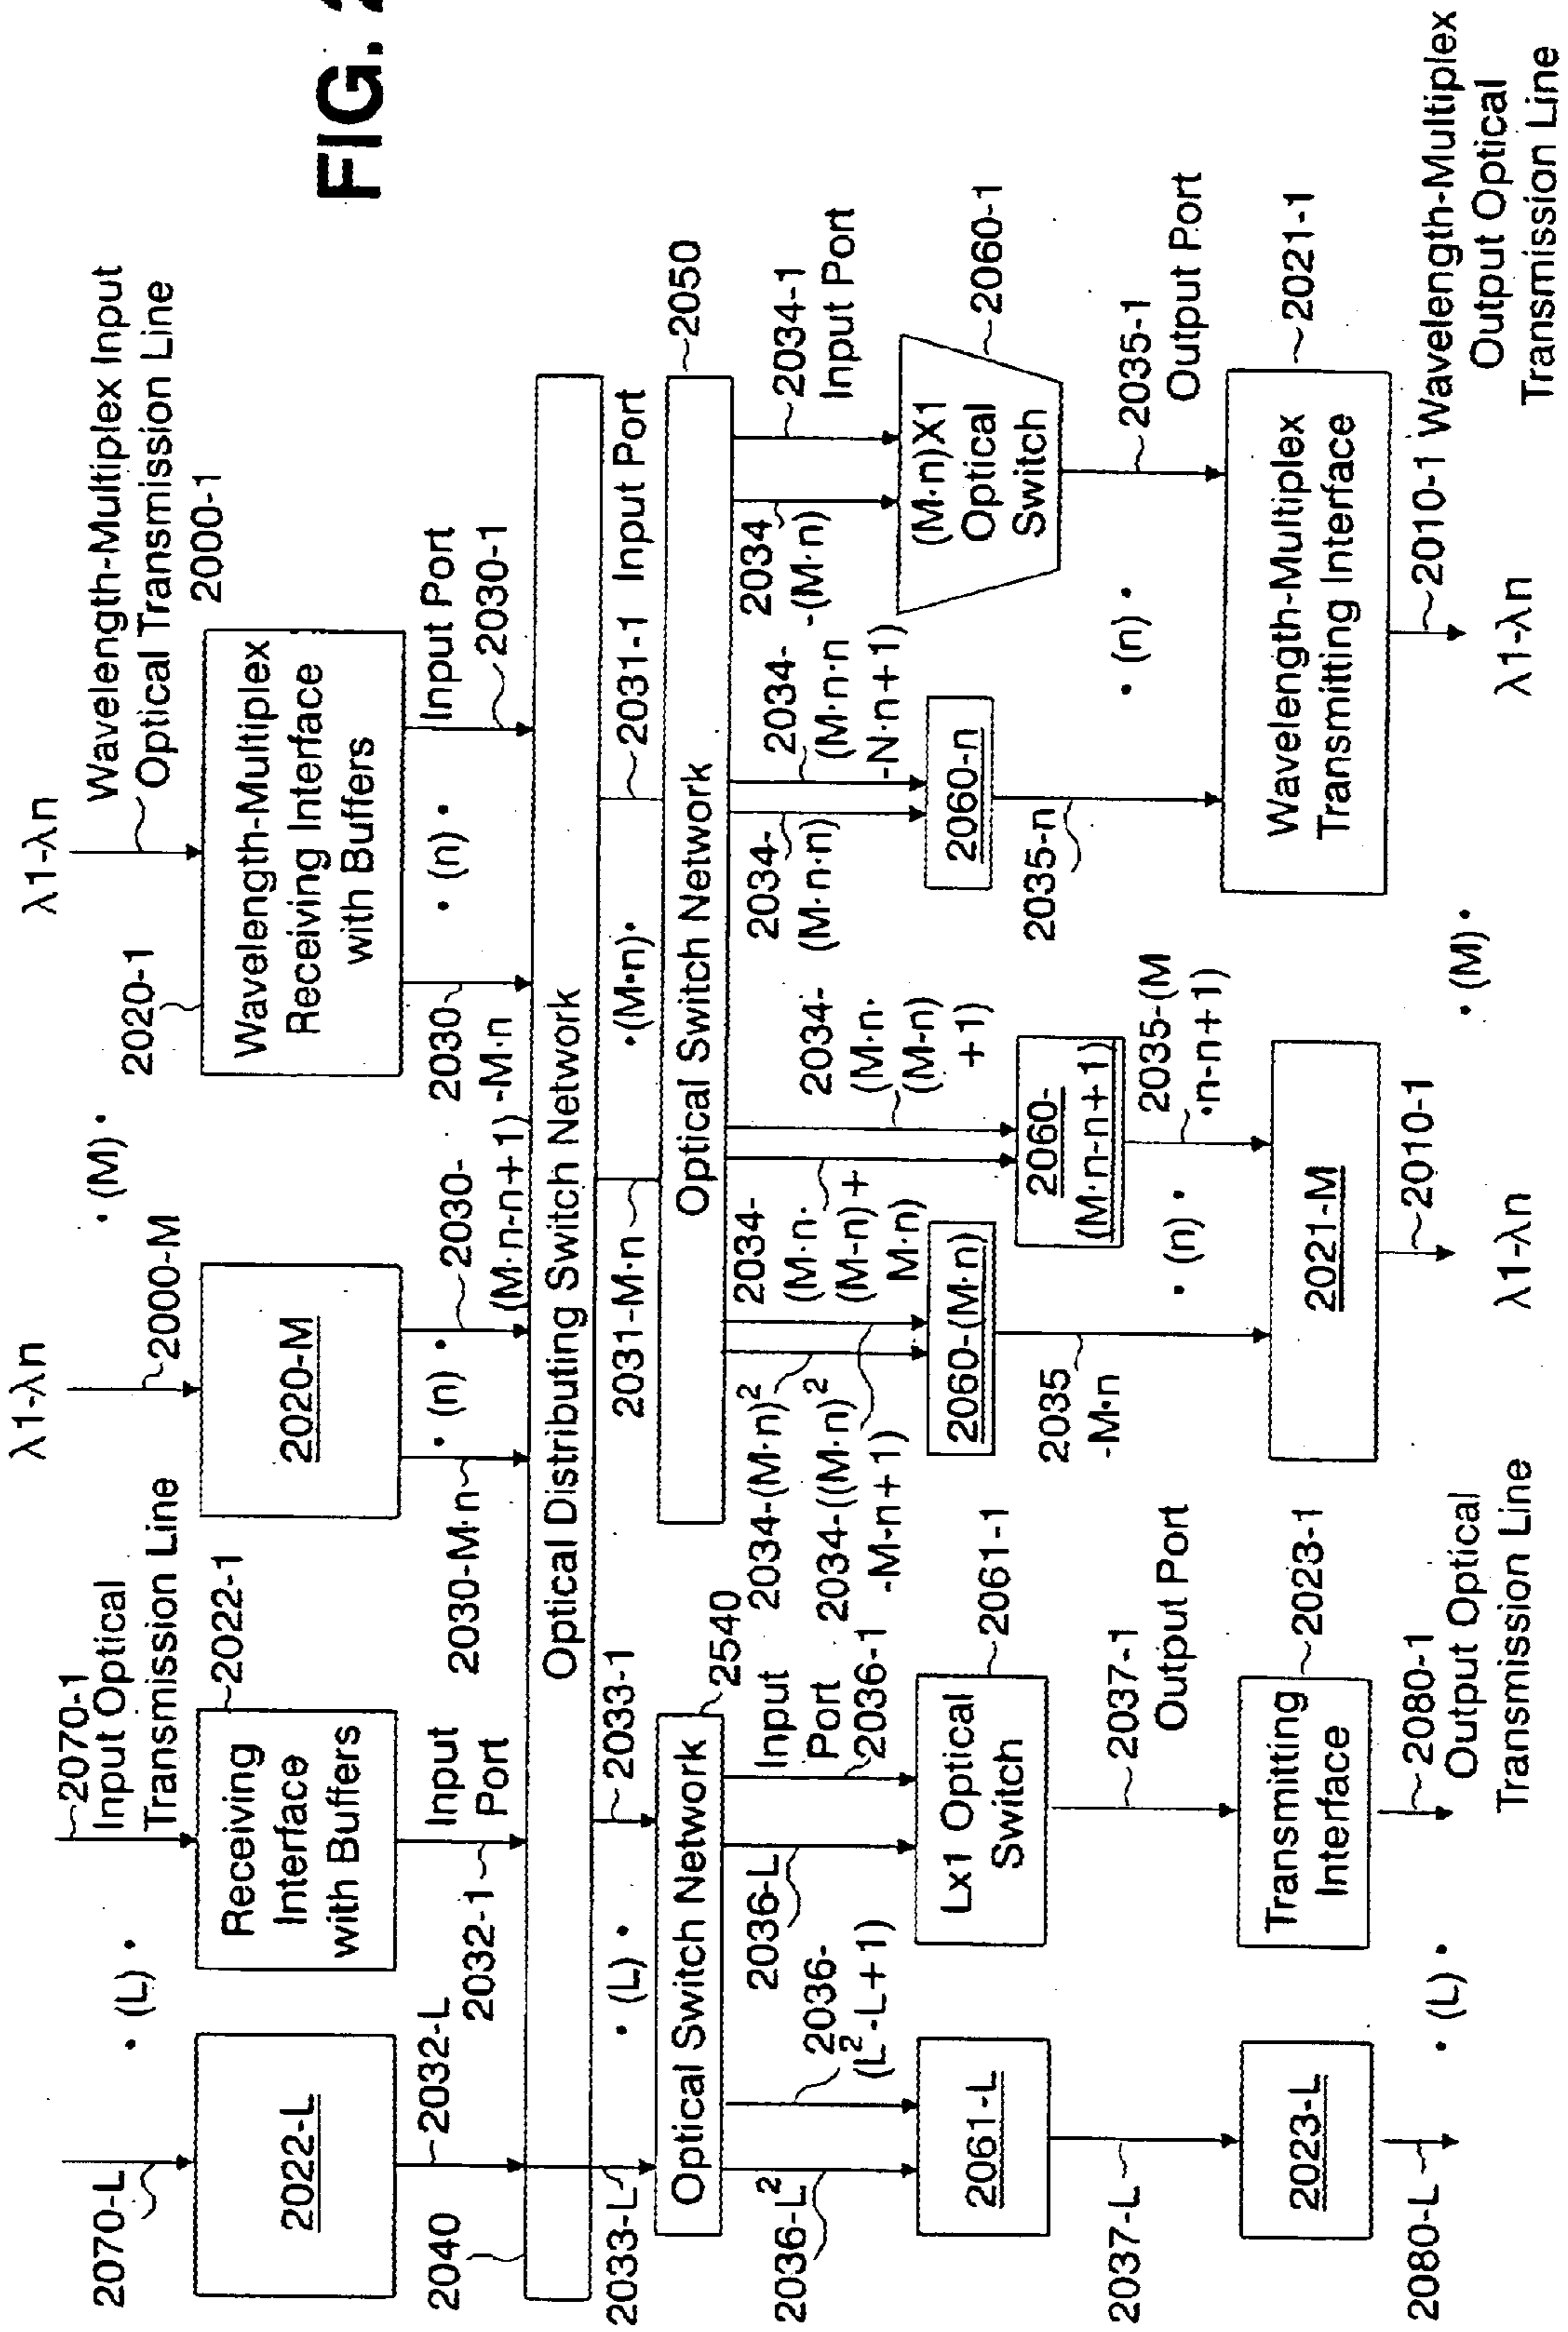 FIG. 2
λ1-λn
Wavelength-Multiplex Input
Optical Transmission Line
2000-1
2020-1
Wavelength-Multiplex
Receiving Interface
with Buffers
Input Port
2030-1
• (n) •
2030-
-M·n
• (M) •
λ1-λn
2000-M
2020-M
2030-
(M·n-n+1)
• (n) •
2030-M·n
2070-1
Input Optical
Transmission Line
2022-1
Receiving
Interface
with Buffers
Input
Port
2032-1
• (L) •
2070-L
2022-L
2032-L
2040
Optical Distributing Switch Network
2031-1 Input Port
•(M•n)•
2031-M·n
2033-1
• (L) •
2033-L
2050
Optical Switch Network
2540
Optical Switch Network
2034-1
Input Port
2034
-(M·n)
2034-
(M·n·n
-N·n+1)
2034-
(M·n·n)
2034-
(M·n·
(M-n)
+1)
2034-
(M·n·
(M-n)+
M·n)
2034-(M·n)²
2034-((M·n)²
-M·n+1)
Input
Port
2036-1
2036-L
2036-
(L²-L+1)
2036-L²
(M·n)X1
Optical
Switch
2060-1
2060-n
2060-
(M·n-n+1)
2060-(M·n)
Lx1 Optical
Switch
2061-1
2061-L
2035-1
Output Port
• (n) •
2035-n
2035-(M
•n-n+1)
• (n) •
2035
-M·n
2037-1
Output Port
2037-L
Wavelength-Multiplex
Transmitting Interface
2021-1
• (M) •
2021-M
Transmitting
Interface
2023-1
• (L) •
2023-L
2010-1 Wavelength-Multiplex
Output Optical
Transmission Line
λ1-λn
2010-1
λ1-λn
2080-1
Output Optical
Transmission Line
2080-L